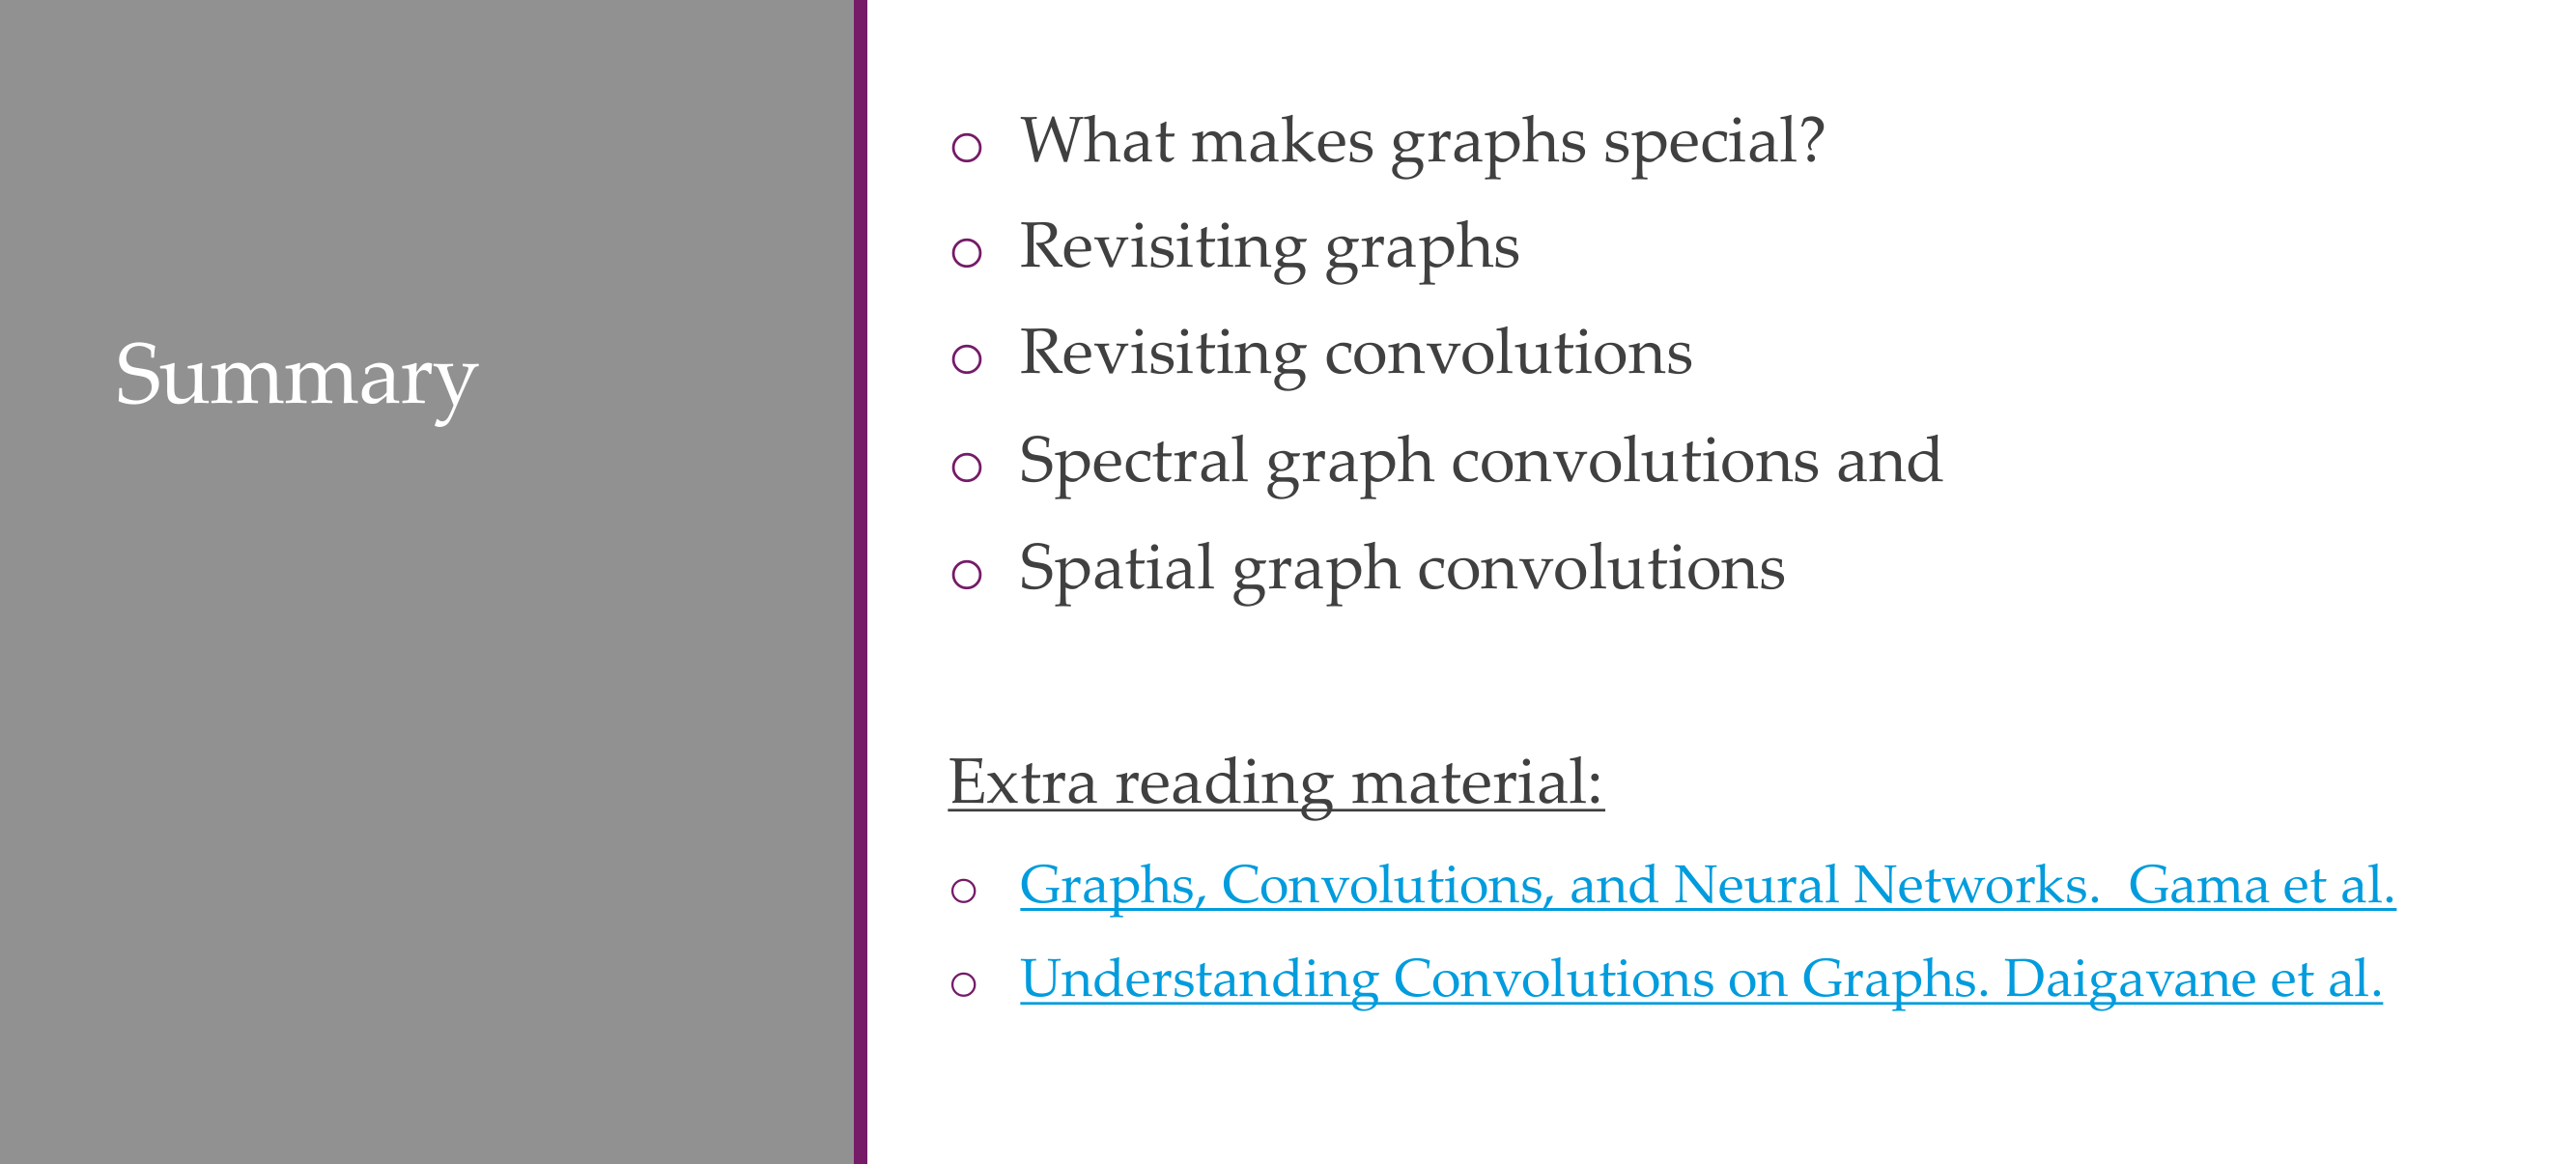 Summary
What makes graphs special?
Revisiting graphs
Revisiting convolutions
Spectral graph convolutions and
Spatial graph convolutions
Extra reading material:
Graphs, Convolutions, and Neural Networks.  Gama et al.
Understanding Convolutions on Graphs. Daigavane et al.